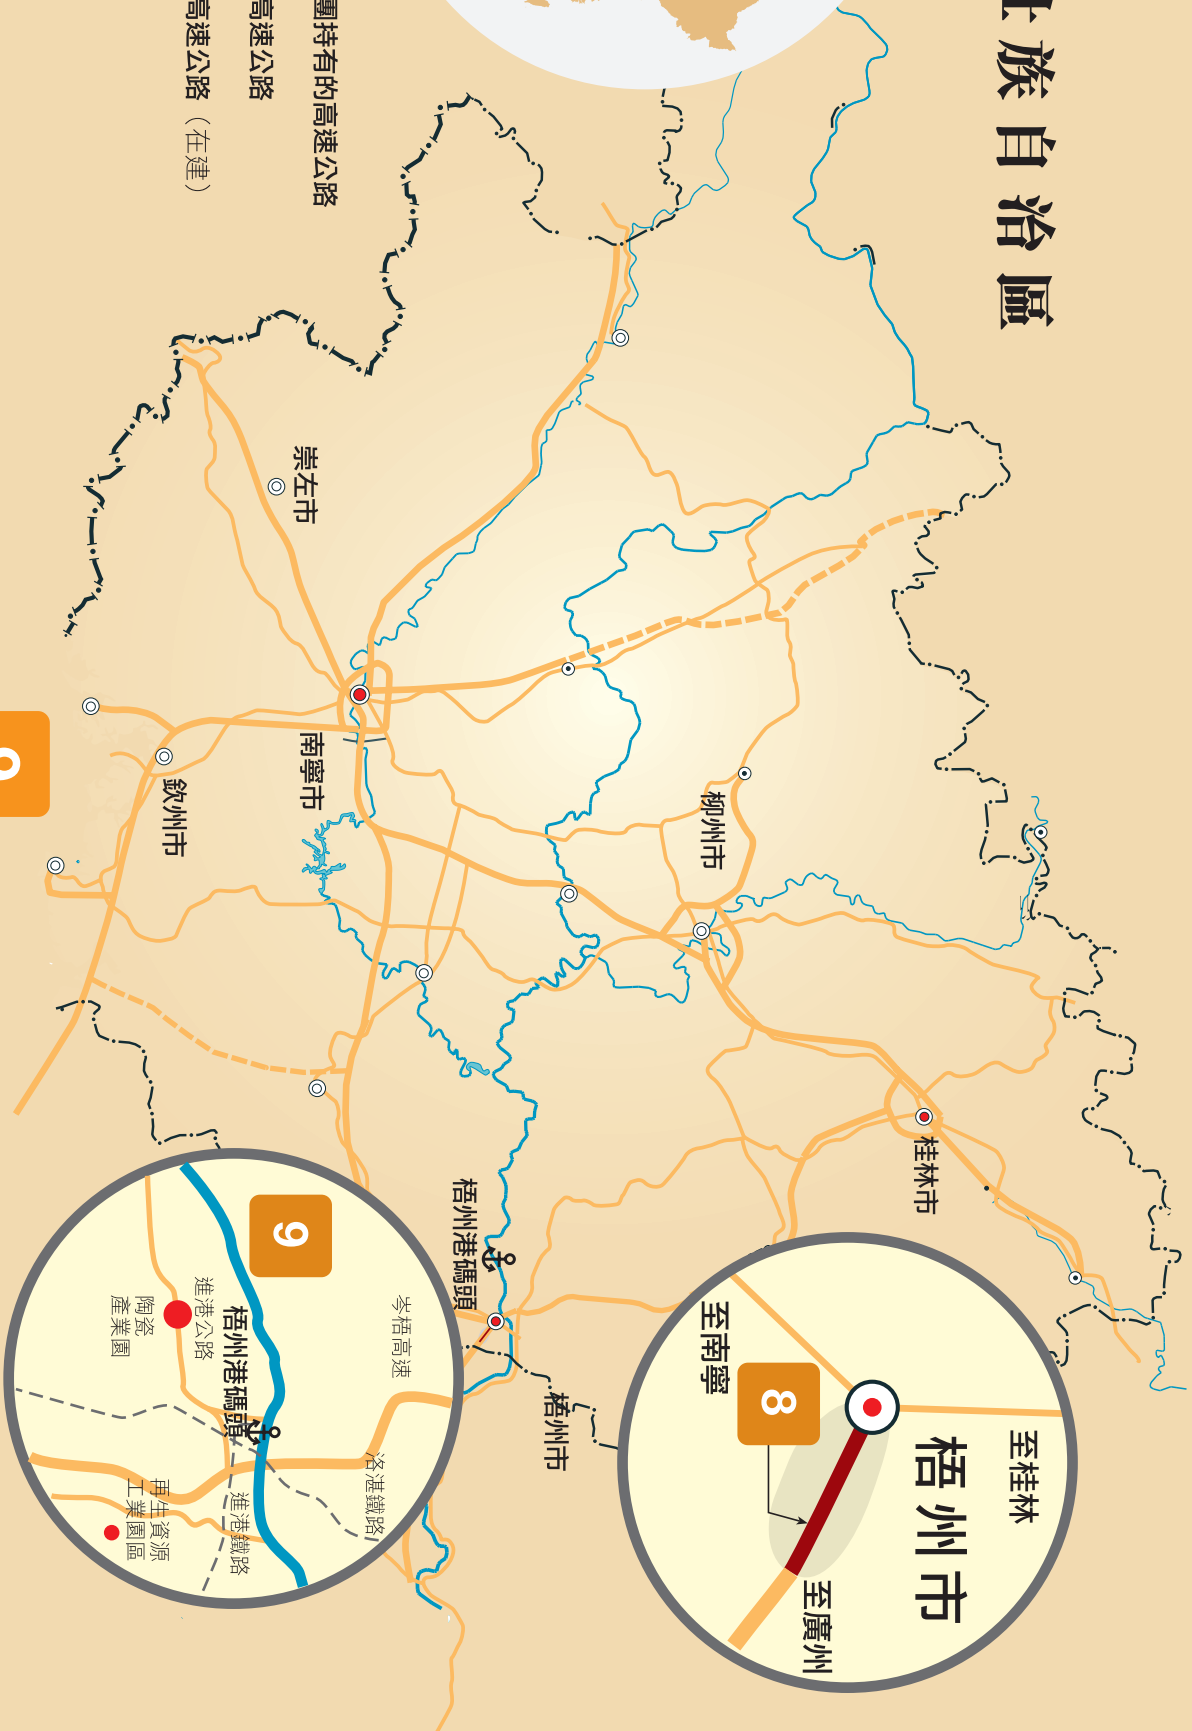 族自治區
團持有的高速公路
高速公路
高速公路（在建）
桂林市
柳州市
崇左市
南寧市
欽州市
梧州港碼頭
梧州市
至桂林
梧州市
至南寧
8
至廣州
岑梧高速
9
進港公路
梧州港碼頭
陶瓷
產業園
洛湛鐵路
進港鐵路
再生資源
工業園區
9